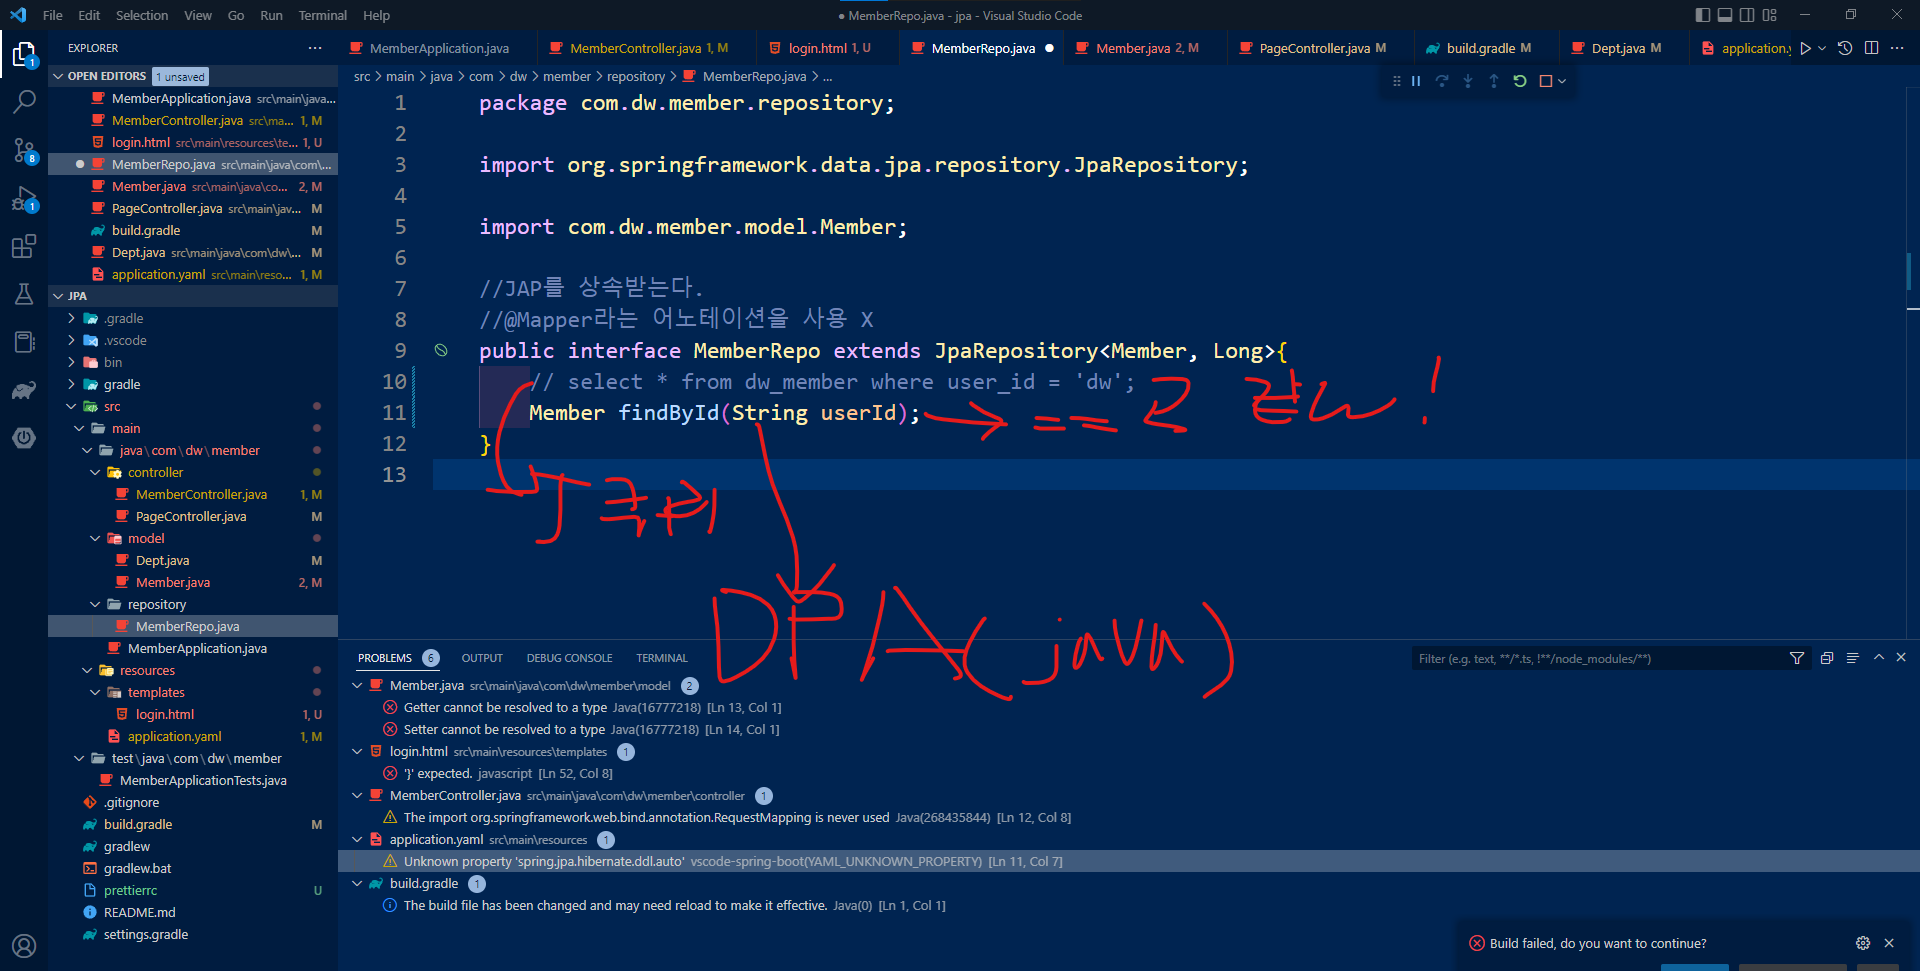 File Edit Selection View Go Run Terminal Help
● MemberRepo.java - jpa - Visual Studio Code
EXPLORER
OPEN EDITORS 1 unsaved
MemberApplication.java src\main\java...
MemberController.java src\ma... 1, M
login.html src\main\resources\te... 1, U
MemberRepo.java src\main\java\com\...
Member.java src\main\java\co... 2, M
PageController.java src\main\jav... M
build.gradle M
Dept.java src\main\java\com\dw\... M
application.yaml src\main\reso... 1, M
JPA
.gradle
.vscode
bin
gradle
src
main
java\com\dw\member
controller
MemberController.java 1, M
PageController.java M
model
Dept.java M
Member.java 2, M
repository
MemberRepo.java
MemberApplication.java
resources
templates
login.html 1, U
application.yaml 1, M
test\java\com\dw\member
MemberApplicationTests.java
.gitignore
build.gradle M
gradlew
gradlew.bat
prettierrc U
README.md
settings.gradle
1
8
1
MemberApplication.java MemberController.java 1, M login.html 1, U MemberRepo.java ● Member.java 2, M PageController.java M build.gradle M Dept.java M application.y
src > main > java > com > dw > member > repository > MemberRepo.java > ...
1 package com.dw.member.repository;
2
3 import org.springframework.data.jpa.repository.JpaRepository;
4
5 import com.dw.member.model.Member;
6
7 //JAP를 상속받는다.
8 //@Mapper라는 어노테이션을 사용 X
9 public interface MemberRepo extends JpaRepository<Member, Long>{
10 // select * from dw_member where user_id = 'dw';
11 Member findById(String userId);
12 }
13
==
JPA(java)
PROBLEMS 6 OUTPUT DEBUG CONSOLE TERMINAL
Filter (e.g. text, **/*.ts, !**/node_modules/**)
Member.java src\main\java\com\dw\member\model 2
Getter cannot be resolved to a type Java(16777218) [Ln 13, Col 1]
Setter cannot be resolved to a type Java(16777218) [Ln 14, Col 1]
login.html src\main\resources\templates 1
'}' expected. javascript [Ln 52, Col 8]
MemberController.java src\main\java\com\dw\member\controller 1
The import org.springframework.web.bind.annotation.RequestMapping is never used Java(268435844) [Ln 12, Col 8]
application.yaml src\main\resources 1
Unknown property 'spring.jpa.hibernate.ddl.auto' vscode-spring-boot(YAML_UNKNOWN_PROPERTY) [Ln 11, Col 7]
build.gradle 1
The build file has been changed and may need reload to make it effective. Java(0) [Ln 1, Col 1]
Build failed, do you want to continue?